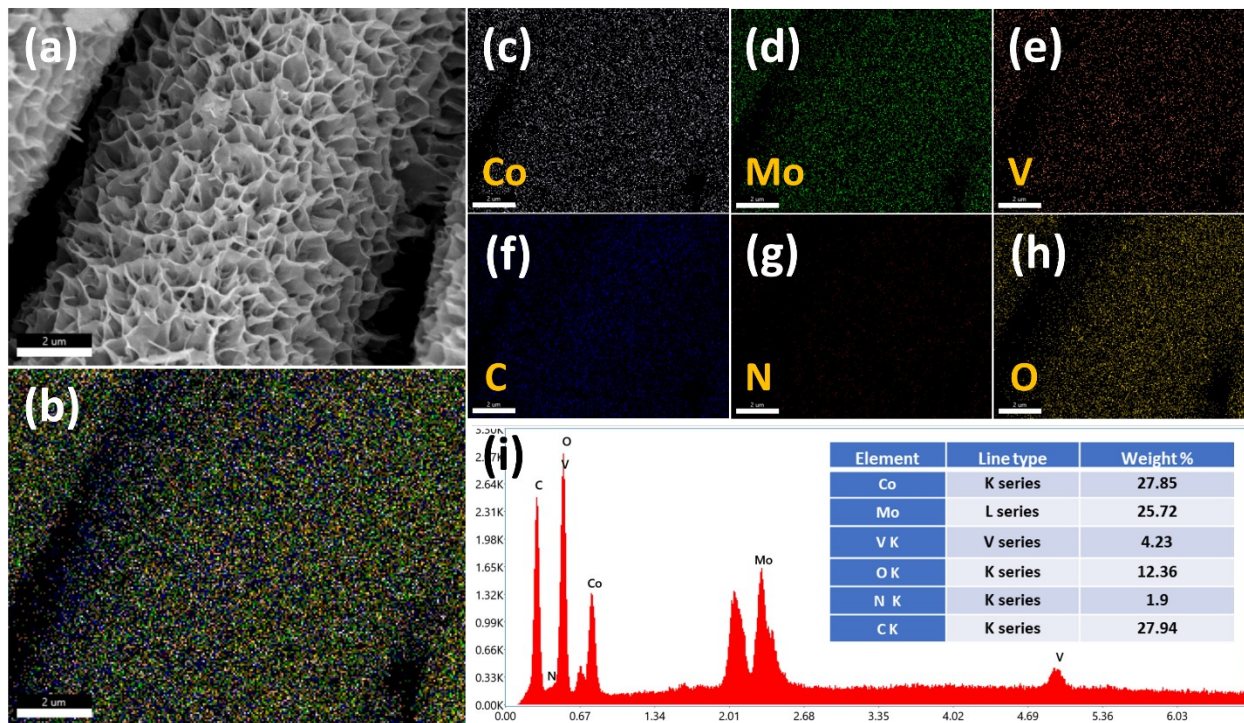 (a)
2 um
(b)
2 um
(c)
Co
2 um
(d)
Mo
2 um
(e)
V
2 um
(f)
C
2 um
(g)
N
2 um
(h)
O
2 um
(i)
2.64K
2.31K
1.98K
1.65K
1.32K
0.99K
0.66K
0.33K
0.00K
C
N
O
V
Co
Mo
V
0.00 0.67 1.34 2.01 2.68 3.35 4.02 4.69 5.36 6.03
Element Line type Weight %
Co K series 27.85
Mo L series 25.72
V K V series 4.23
O K K series 12.36
N K K series 1.9
C K K series 27.94